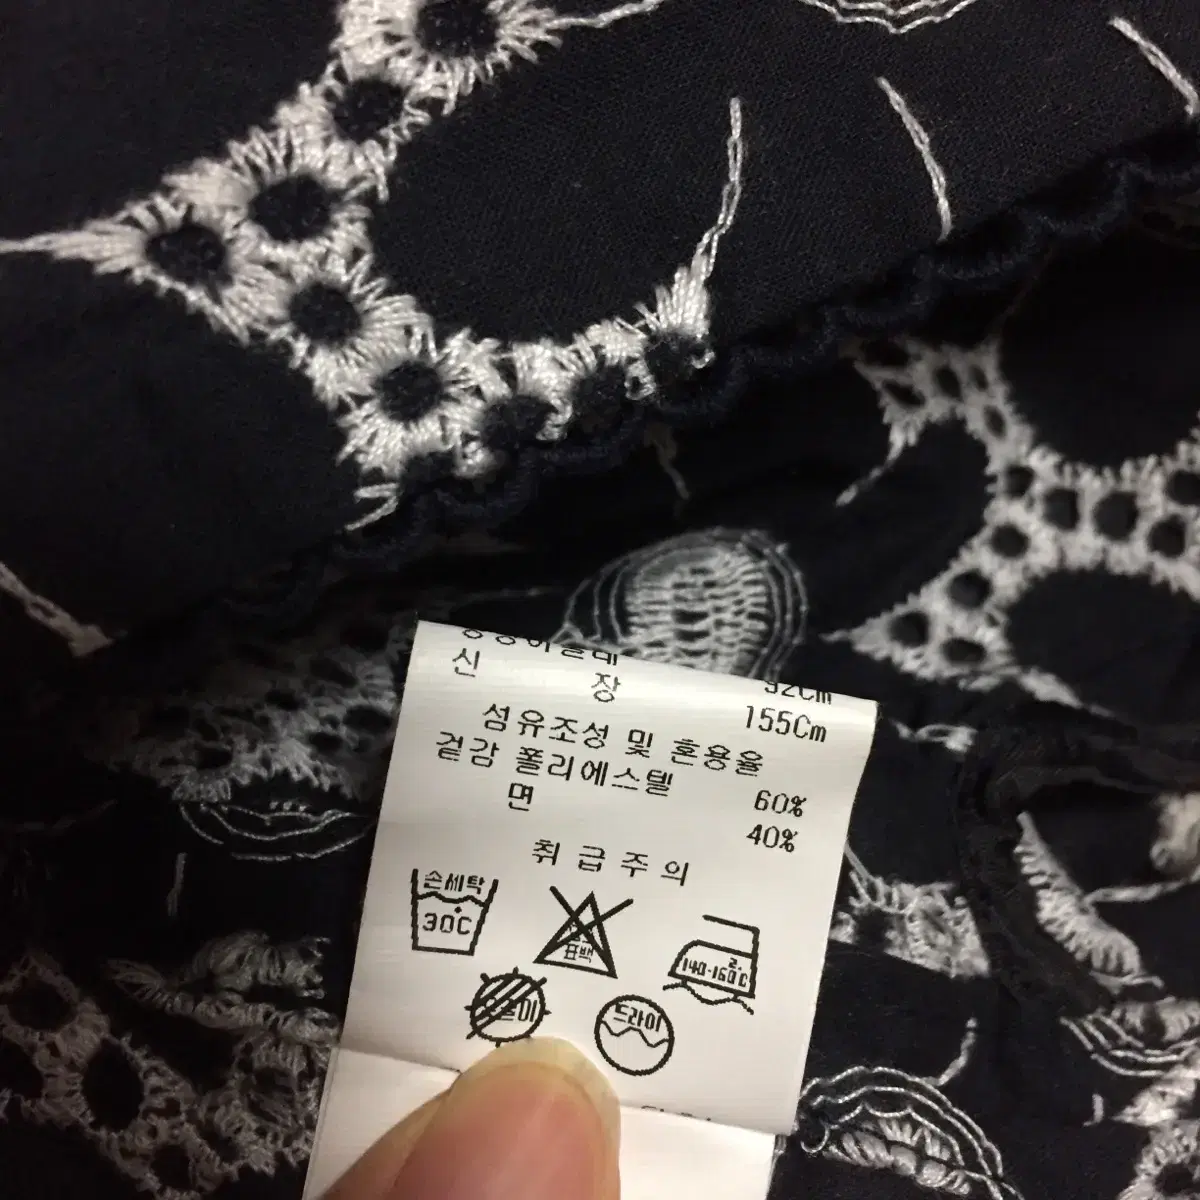 92Cm
신 장 155Cm
섬유조성 및 혼용율
겉감 폴리에스텔 60%
면 40%
취급주의
손세탁
30°C
표백
140-160°C
드라이